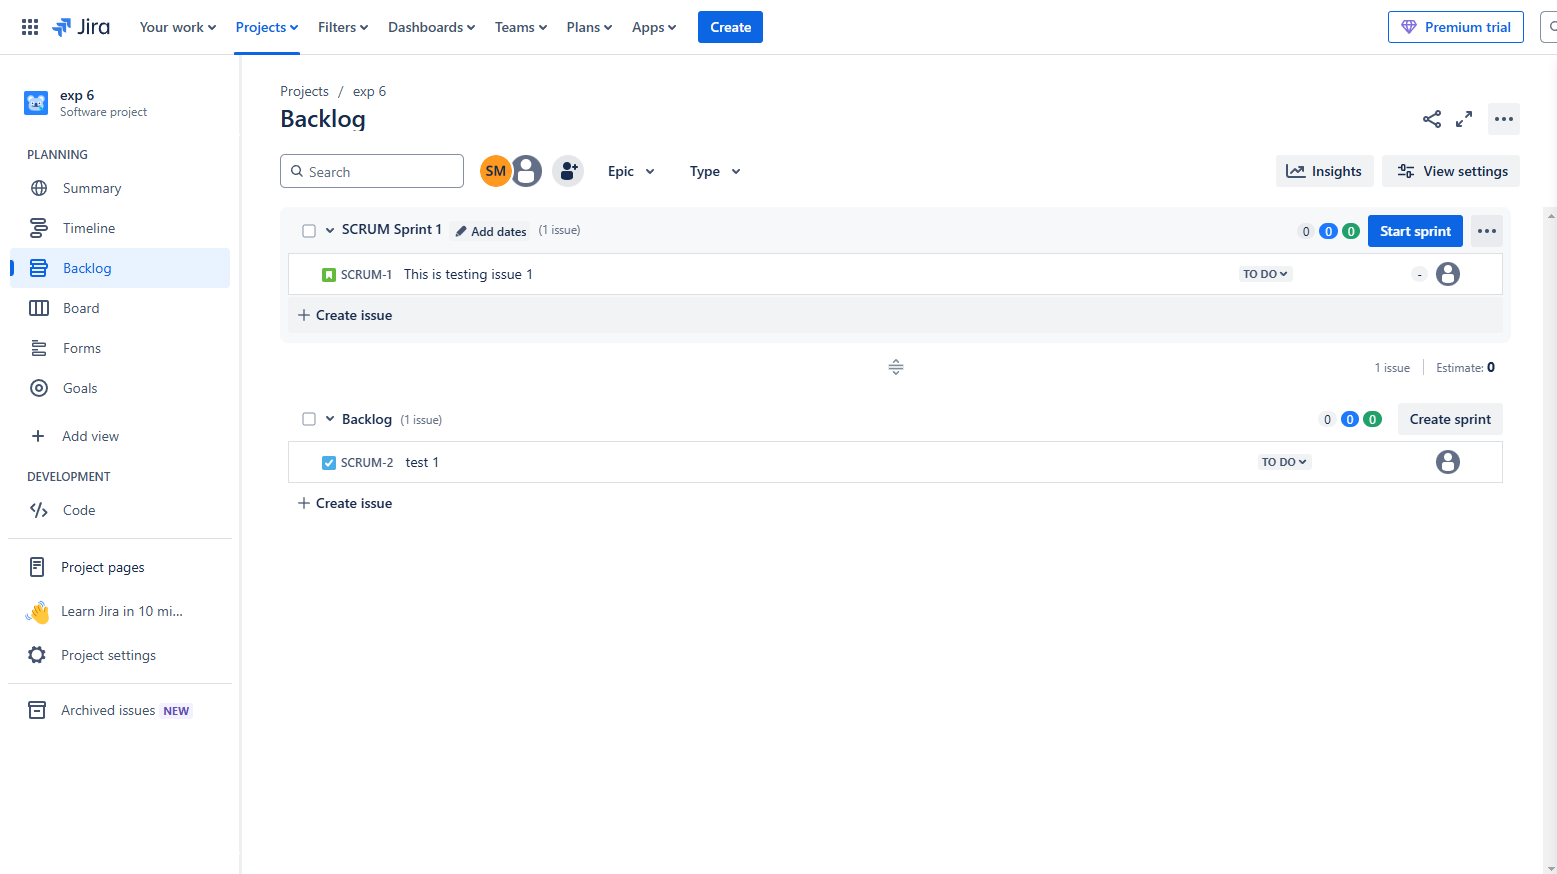 Jira Your work Projects Filters Dashboards Teams Plans Apps Create Premium trial
exp 6
Software project
PLANNING
Summary
Timeline
Backlog
Board
Forms
Goals
Add view
DEVELOPMENT
Code
Project pages
Learn Jira in 10 mi...
Project settings
Archived issues NEW
Projects / exp 6
Backlog
Search SM Epic Type Insights View settings
SCRUM Sprint 1 Add dates (1 issue) 0 0 0 Start sprint
SCRUM-1 This is testing issue 1 TO DO -
+ Create issue
1 issue Estimate: 0
Backlog (1 issue) 0 0 0 Create sprint
SCRUM-2 test 1 TO DO
+ Create issue